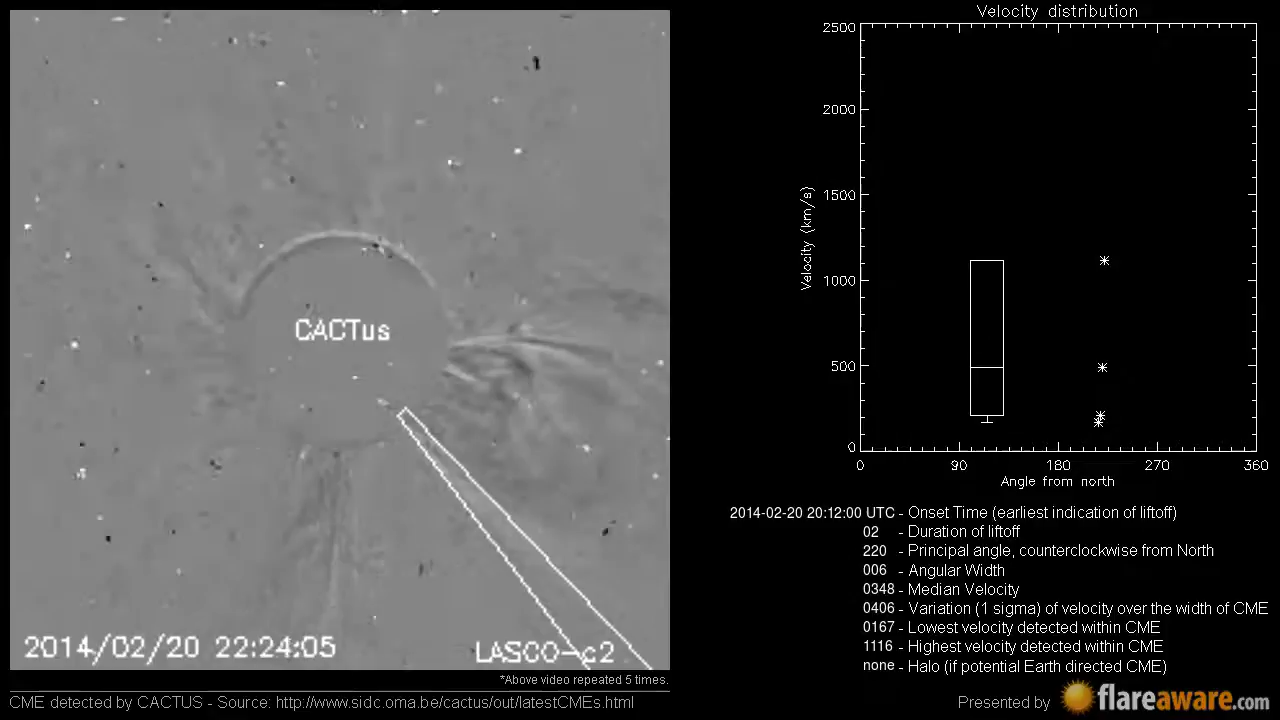 Velocity distribution
2500
2000
1500
1000
500
0
Velocity (km/s)
0 90 180 270 360
Angle from north
CACTus
2014/02/20 22:24:05 LASCO-c2
*Above video repeated 5 times.
2014-02-20 20:12:00 UTC - Onset Time (earliest indication of liftoff)
02 - Duration of liftoff
220 - Principal angle, counterclockwise from North
006 - Angular Width
0348 - Median Velocity
0406 - Variation (1 sigma) of velocity over the width of CME
0167 - Lowest velocity detected within CME
1116 - Highest velocity detected within CME
none - Halo (if potential Earth directed CME)
CME detected by CACTUS - Source: http://www.sidc.oma.be/cactus/out/latestCMEs.html
Presented by flareaware.com